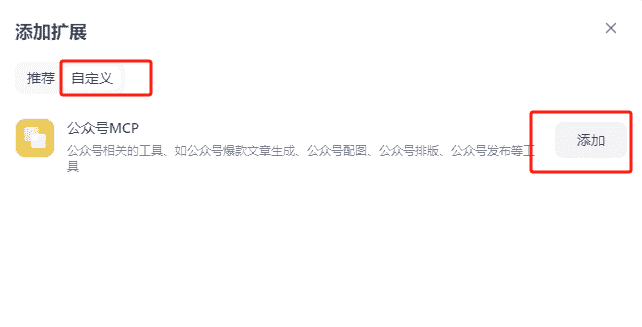 添加扩展
推荐 自定义
公众号MCP
公众号相关的工具、如公众号爆款文章生成、公众号配图、公众号排版、公众号发布等工
具
添加